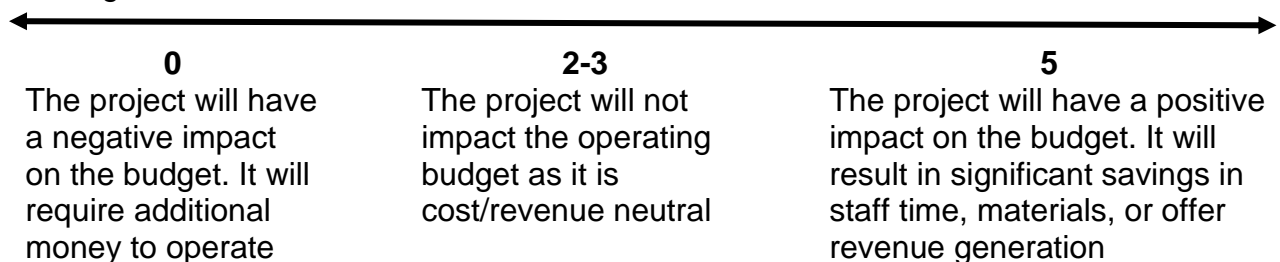 0
The project will have
a negative impact
on the budget. It will
require additional
money to operate
2-3
The project will not
impact the operating
budget as it is
cost/revenue neutral
5
The project will have a positive
impact on the budget. It will
result in significant savings in
staff time, materials, or offer
revenue generation